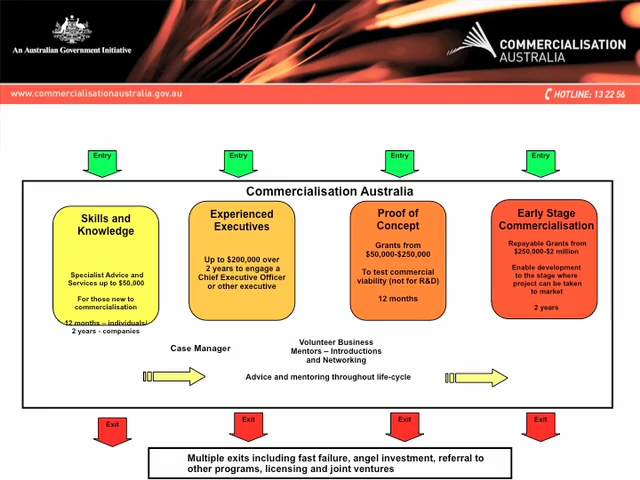 An Australian Government Initiative
COMMERCIALISATION
AUSTRALIA
www.commercialisationaustralia.gov.au
HOTLINE: 13 22 56
Entry
Entry
Entry
Entry
Commercialisation Australia
Skills and
Knowledge
Specialist Advice and
Services up to $50,000
For those new to
commercialisation
12 months – individuals/
2 years - companies
Experienced
Executives
Up to $200,000 over
2 years to engage a
Chief Executive Officer
or other executive
Proof of
Concept
Grants from
$50,000-$250,000
To test commercial
viability (not for R&D)
12 months
Early Stage
Commercialisation
Repayable Grants from
$250,000-$2 million
Enable development
to the stage where
project can be taken
to market
2 years
Case Manager
Volunteer Business
Mentors – Introductions
and Networking
Advice and mentoring throughout life-cycle
Exit
Exit
Exit
Exit
Multiple exits including fast failure, angel investment, referral to
other programs, licensing and joint ventures